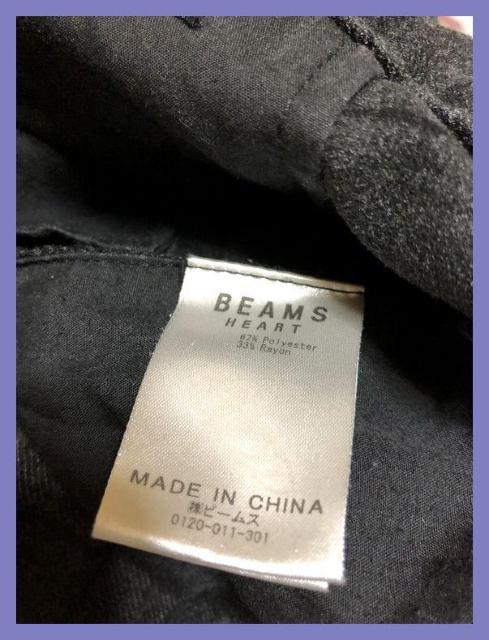 BEAMS
HEART
67% Polyester
33% Rayon
MADE IN CHINA
㈱ビームス
0120-011-301